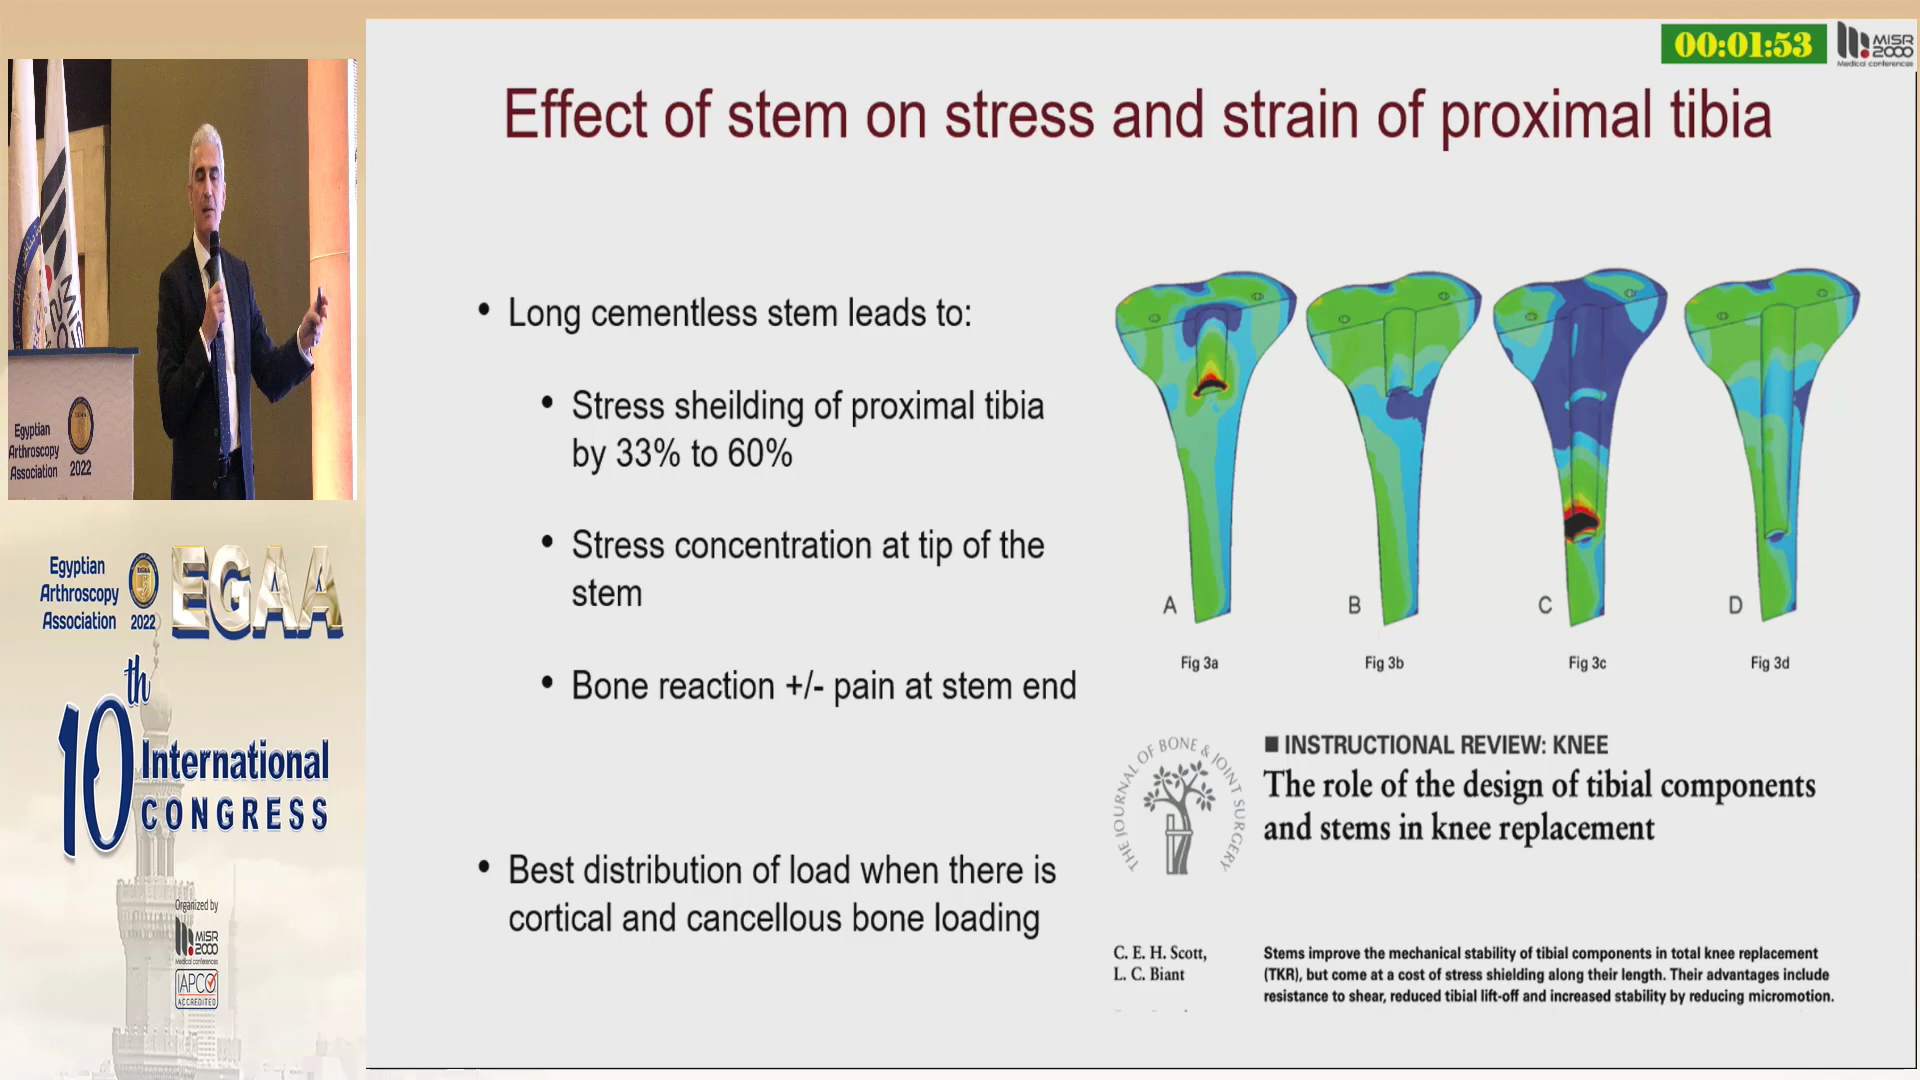 00:01:53
MISR
2000
Medical conferences
Effect of stem on stress and strain of proximal tibia
• Long cementless stem leads to:
• Stress sheilding of proximal tibia
by 33% to 60%
• Stress concentration at tip of the
stem
• Bone reaction +/- pain at stem end
• Best distribution of load when there is
cortical and cancellous bone loading
A
B
C
D
Fig 3a
Fig 3b
Fig 3c
Fig 3d
THE JOURNAL OF BONE & JOINT SURGERY
■ INSTRUCTIONAL REVIEW: KNEE
The role of the design of tibial components
and stems in knee replacement
C. E. H. Scott,
L. C. Biant
Stems improve the mechanical stability of tibial components in total knee replacement
(TKR), but come at a cost of stress shielding along their length. Their advantages include
resistance to shear, reduced tibial lift-off and increased stability by reducing micromotion.
Egyptian
Arthroscopy
Association
2022
Egyptian
Arthroscopy
Association
2022
EGAA
10th
International
CONGRESS
Organized by
MISR
2000
Medical conferences
IAPCO
ACCREDITED